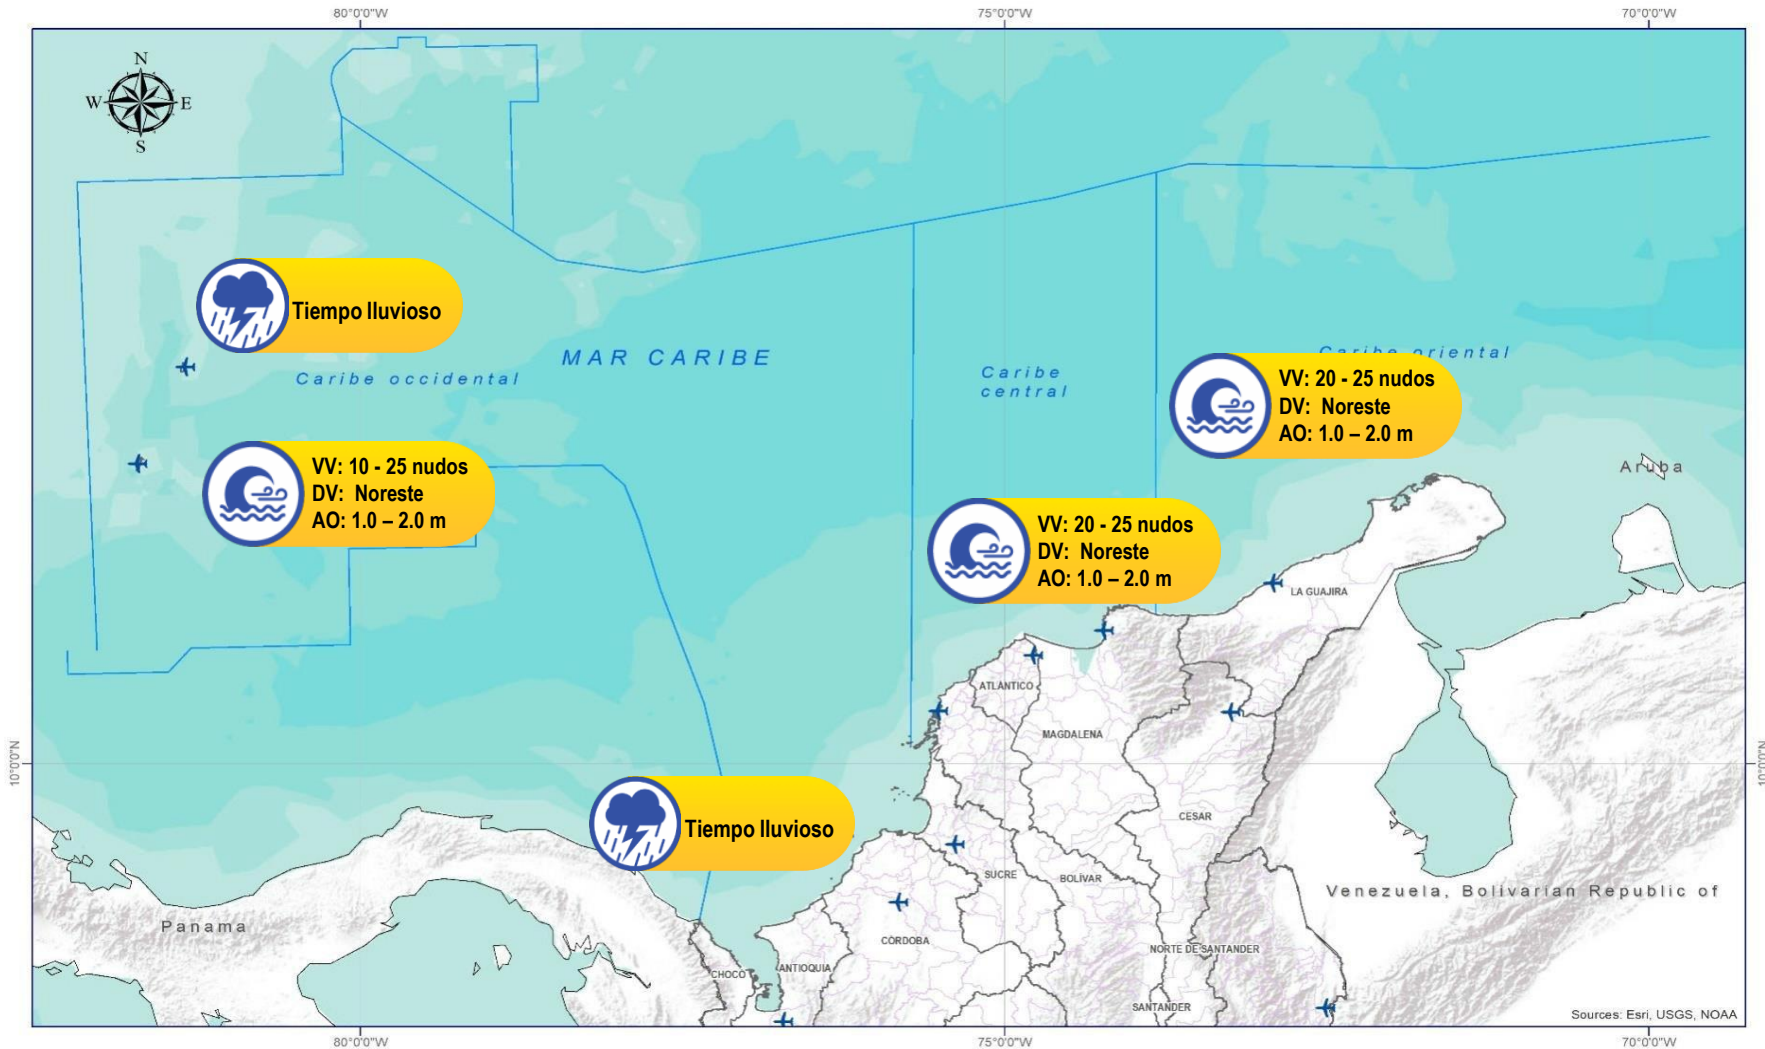 80°0'0"W
75°0'0"W
70°0'0"W
N
W
E
S
Tiempo lluvioso
MAR CARIBE
Caribe occidental
Caribe
central
Caribe oriental
VV: 20 - 25 nudos
DV: Noreste
AO: 1.0 – 2.0 m
VV: 10 - 25 nudos
DV: Noreste
AO: 1.0 – 2.0 m
Aruba
VV: 20 - 25 nudos
DV: Noreste
AO: 1.0 – 2.0 m
LA GUAJIRA
ATLÁNTICO
MAGDALENA
10°0'0"N
10°0'0"N
Tiempo lluvioso
CESAR
SUCRE
BOLÍVAR
Venezuela, Bolivarian Republic of
Panama
CÓRDOBA
NORTE DE SANTANDER
CHOCO
ANTIOQUIA
SANTANDER
Sources: Esri, USGS, NOAA
80°0'0"W
75°0'0"W
70°0'0"W